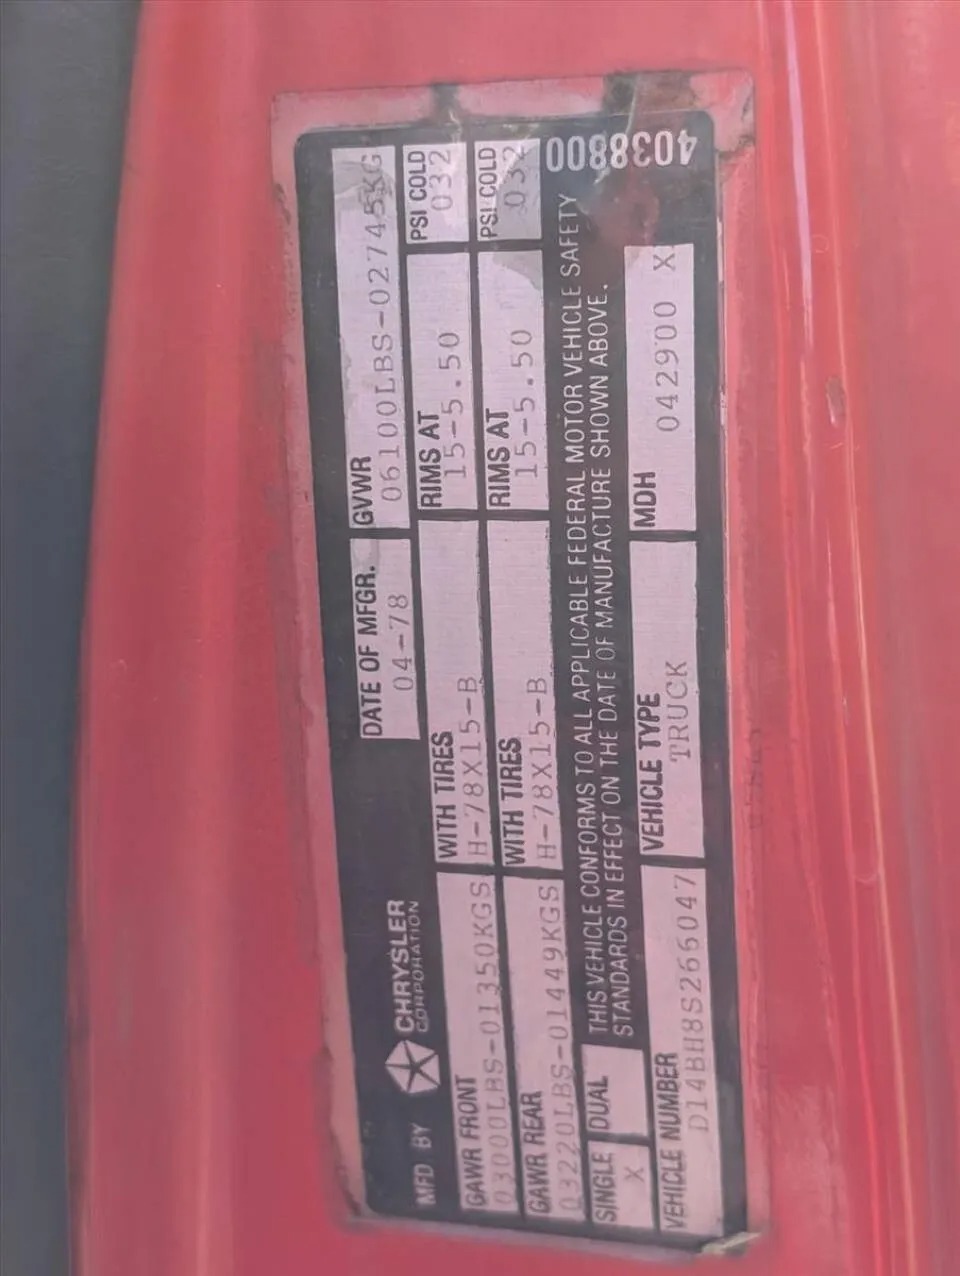 MFD BY CHRYSLER CORPORATION
DATE OF MFGR. GVWR
04-78 06100LBS-02745KG
GAWR FRONT WITH TIRES RIMS AT PSI COLD
03000LBS-01350KGS H-78X15-B 15-5.50 032
GAWR REAR WITH TIRES RIMS AT PSI COLD
03220LBS-01449KGS H-78X15-B 15-5.50 032
SINGLE DUAL
X
THIS VEHICLE CONFORMS TO ALL APPLICABLE FEDERAL MOTOR VEHICLE SAFETY
STANDARDS IN EFFECT ON THE DATE OF MANUFACTURE SHOWN ABOVE.
VEHICLE NUMBER VEHICLE TYPE MDH
D14BH8S266047 TRUCK 042900 X
4038800